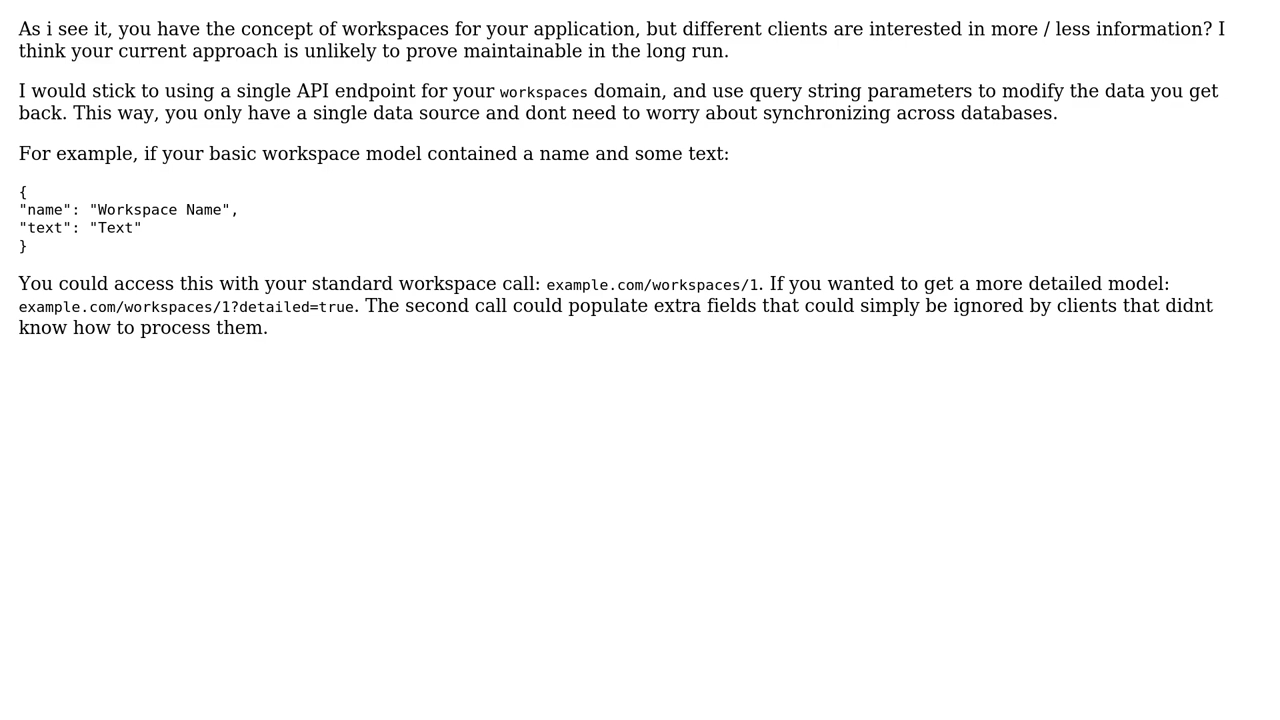 As i see it, you have the concept of workspaces for your application, but different clients are interested in more / less information? I
think your current approach is unlikely to prove maintainable in the long run.
I would stick to using a single API endpoint for your workspaces domain, and use query string parameters to modify the data you get
back. This way, you only have a single data source and dont need to worry about synchronizing across databases.
For example, if your basic workspace model contained a name and some text:
{
"name": "Workspace Name",
"text": "Text"
}
You could access this with your standard workspace call: example.com/workspaces/1. If you wanted to get a more detailed model:
example.com/workspaces/1?detailed=true. The second call could populate extra fields that could simply be ignored by clients that didnt
know how to process them.